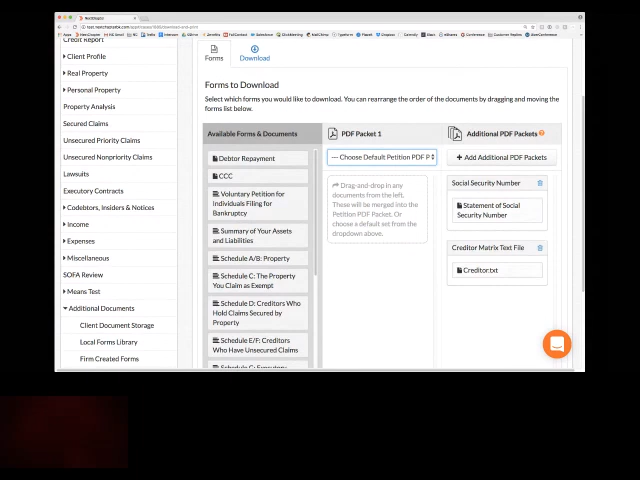 NextChapter
Credit Report
Client Profile
Real Property
Personal Property
Property Analysis
Secured Claims
Unsecured Priority Claims
Unsecured Nonpriority Claims
Lawsuits
Executory Contracts
Codebtors, Insiders & Notices
Income
Expenses
Miscellaneous
SOFA Review
Means Test
Additional Documents
Client Document Storage
Local Forms Library
Firm Created Forms
Forms
Download
Forms to Download
Select which forms you would like to download. You can rearrange the order of the documents by dragging and moving the
forms list below.
Available Forms & Documents
Debtor Repayment
CCC
Voluntary Petition for
Individuals Filing for
Bankruptcy
Summary of Your Assets
and Liabilities
Schedule A/B: Property
Schedule C: The Property
You Claim as Exempt
Schedule D: Creditors Who
Hold Claims Secured by
Property
Schedule E/F: Creditors
Who Have Unsecured Claims
Schedule G: Executory
PDF Packet 1
--- Choose Default Petition PDF P
Drag-and-drop in any
documents from the left.
These will be merged into the
Petition PDF Packet. Or
choose a default set from the
dropdown above.
Additional PDF Packets
+ Add Additional PDF Packets
Social Security Number
Statement of Social
Security Number
Creditor Matrix Text File
Creditor.txt